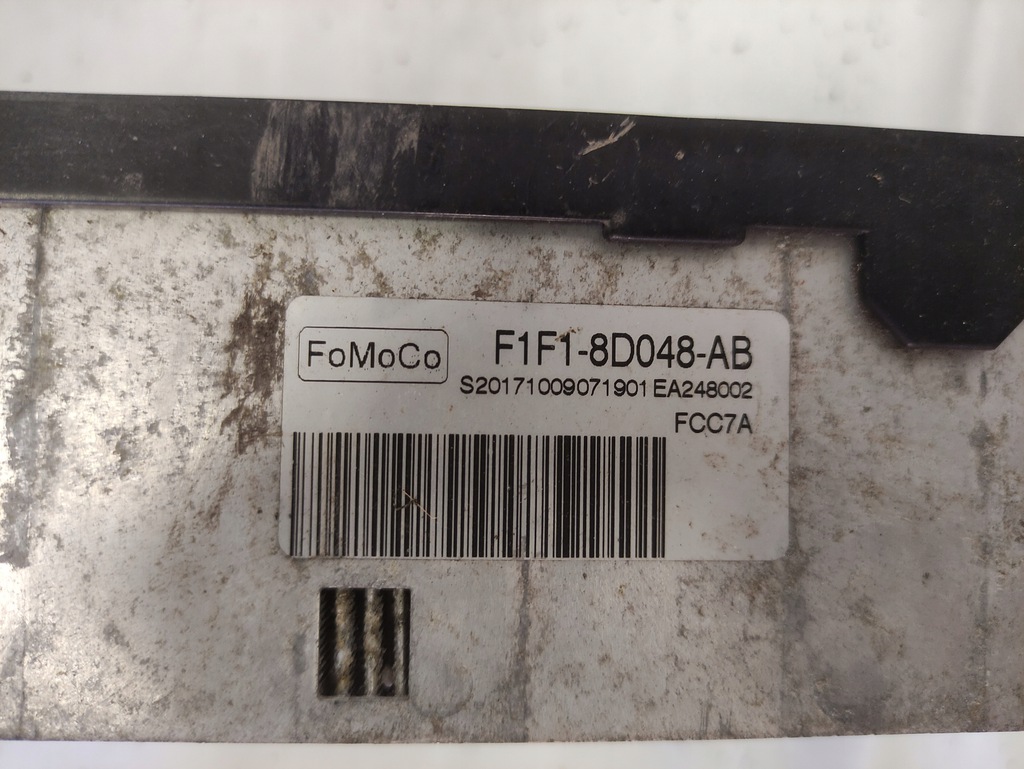 FoMoCo
F1F1-8D048-AB
S20171009071901 EA248002
FCC7A